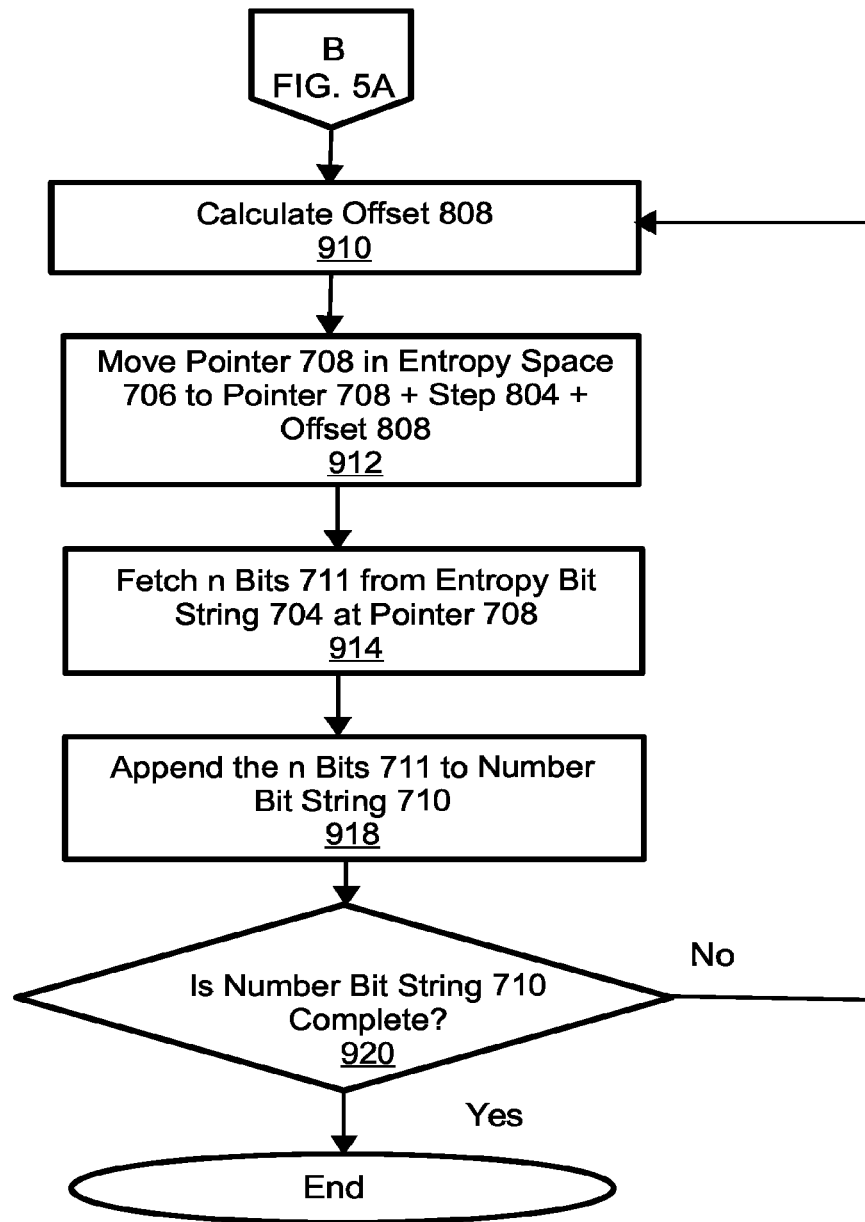 B
FIG. 5A
Calculate Offset 808
910
Move Pointer 708 in Entropy Space
706 to Pointer 708 + Step 804 +
Offset 808
912
Fetch n Bits 711 from Entropy Bit
String 704 at Pointer 708
914
Append the n Bits 711 to Number
Bit String 710
918
Is Number Bit String 710
Complete?
920
No
Yes
End